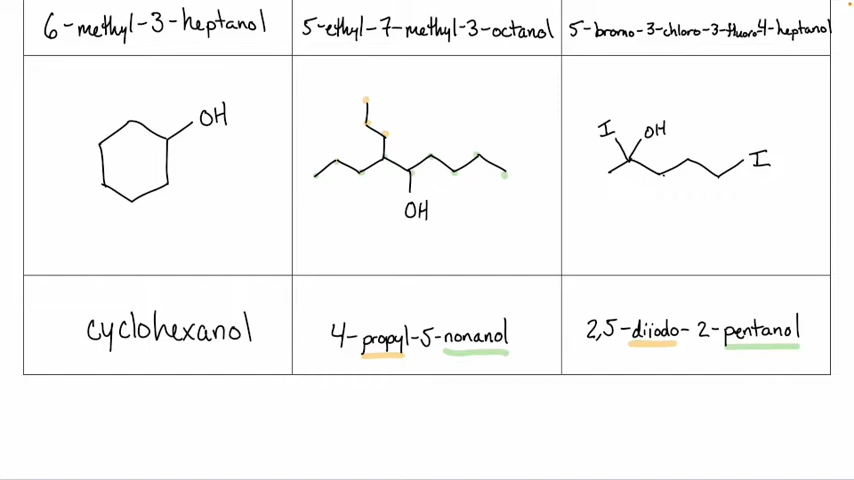 6-methyl-3-heptanol
5-ethyl-7-methyl-3-octanol
5-bromo-3-chloro-3-fluoro-4-heptanol
OH
OH
I
OH
I
cyclohexanol
4-propyl-5-nonanol
2,5-diiodo-2-pentanol